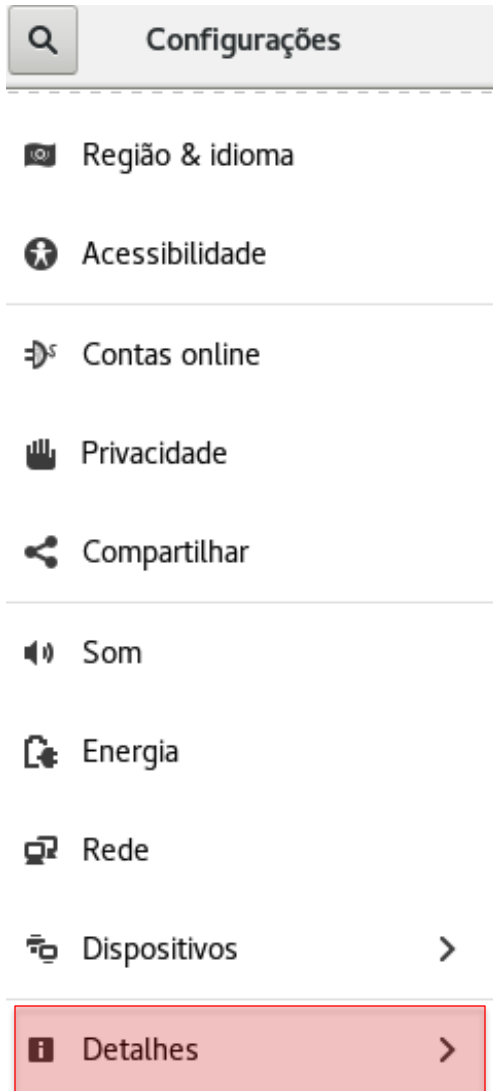 Configurações
Região & idioma
Acessibilidade
Contas online
Privacidade
Compartilhar
Som
Energia
Rede
Dispositivos
Detalhes